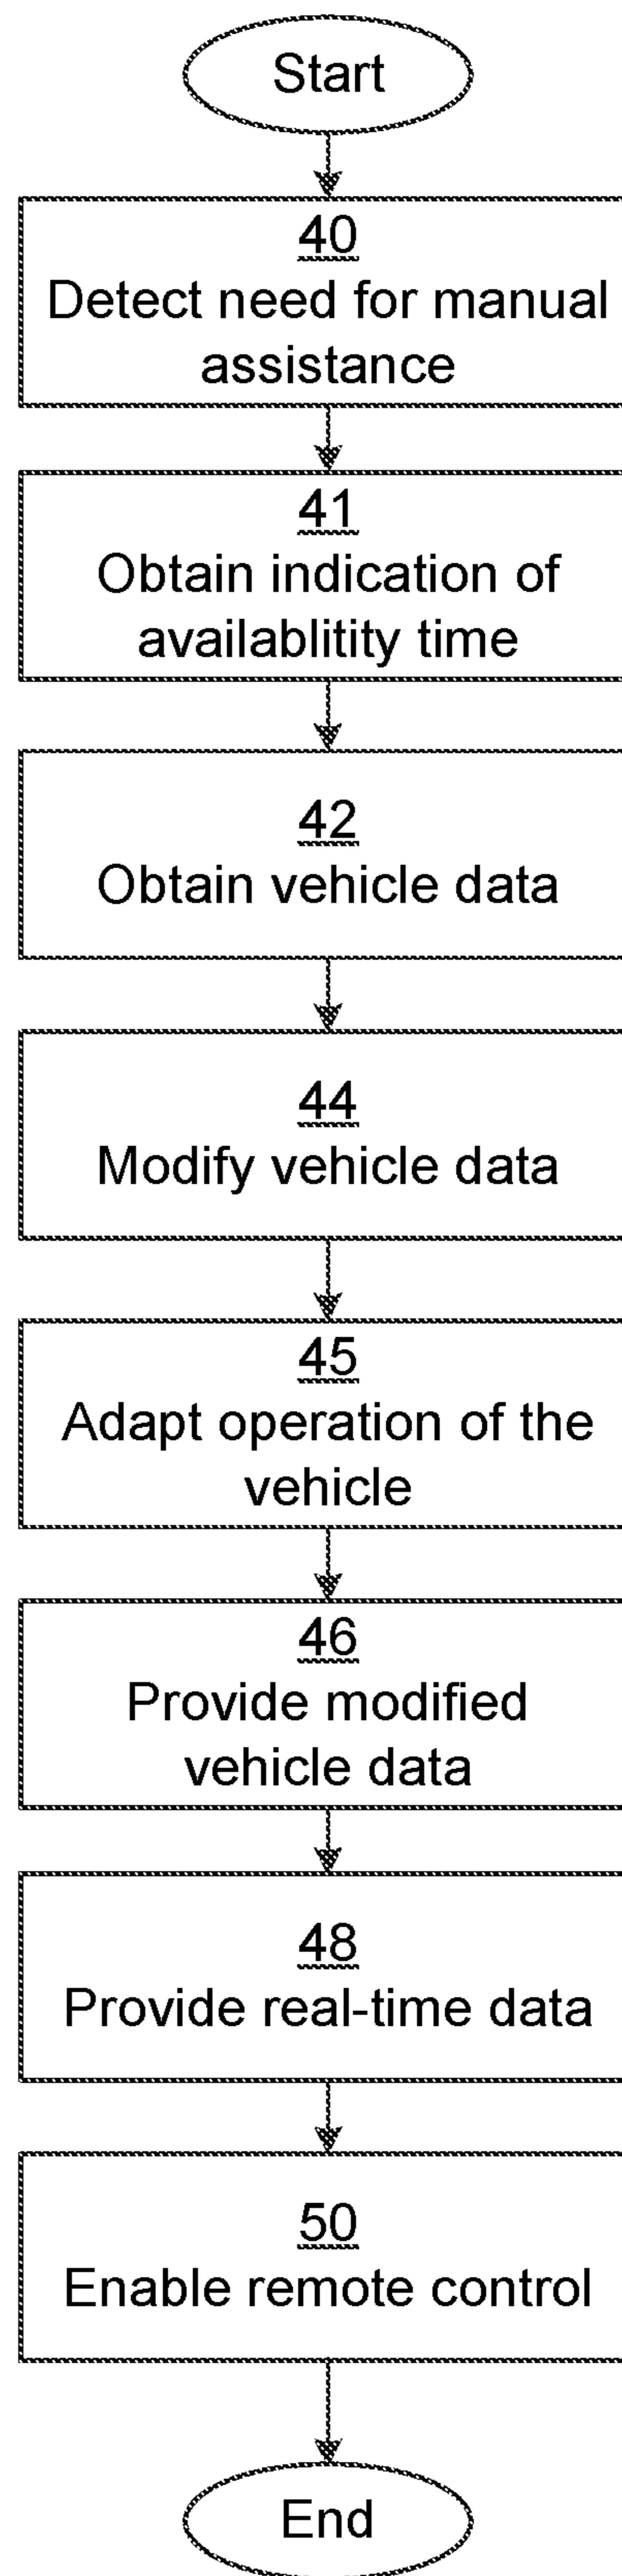 Start
40
Detect need for manual
assistance
41
Obtain indication of
availablitity time
42
Obtain vehicle data
44
Modify vehicle data
45
Adapt operation of the
vehicle
46
Provide modified
vehicle data
48
Provide real-time data
50
Enable remote control
End